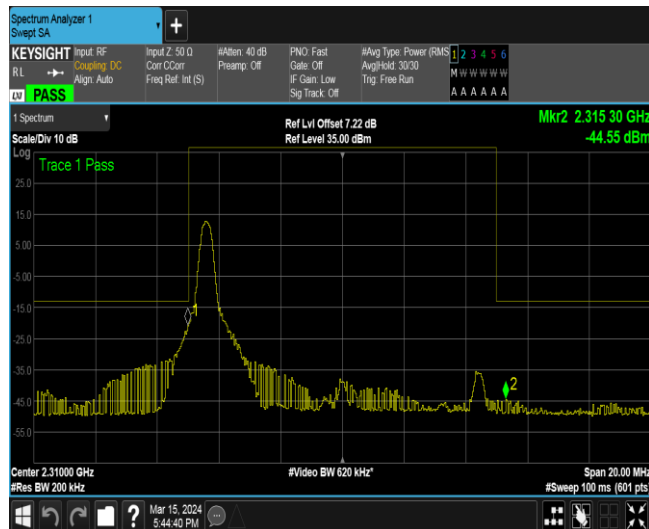 Spectrum Analyzer 1
Swept SA
+
KEYSIGHT
RL
LXI
PASS
Input: RF
Coupling: DC
Align: Auto
Input Z: 50 Ω
Corr CCorr
Freq Ref: Int (S)
#Atten: 40 dB
Preamp: Off
PNO: Fast
Gate: Off
IF Gain: Low
Sig Track: Off
#Avg Type: Power (RMS
Avg|Hold: 30/30
Trig: Free Run
1 2 3 4 5 6
M W W W W W
A A A A A A
1 Spectrum
Scale/Div 10 dB
Ref Lvl Offset 7.22 dB
Ref Level 35.00 dBm
Mkr2 2.315 30 GHz
-44.55 dBm
Log
Trace 1 Pass
25.0
15.0
5.00
-5.00
-15.0
-25.0
-35.0
-45.0
-55.0
2
Center 2.31000 GHz
#Res BW 200 kHz
#Video BW 620 kHz*
Span 20.00 MHz
#Sweep 100 ms (601 pts)
?
Mar 15, 2024
5:44:40 PM